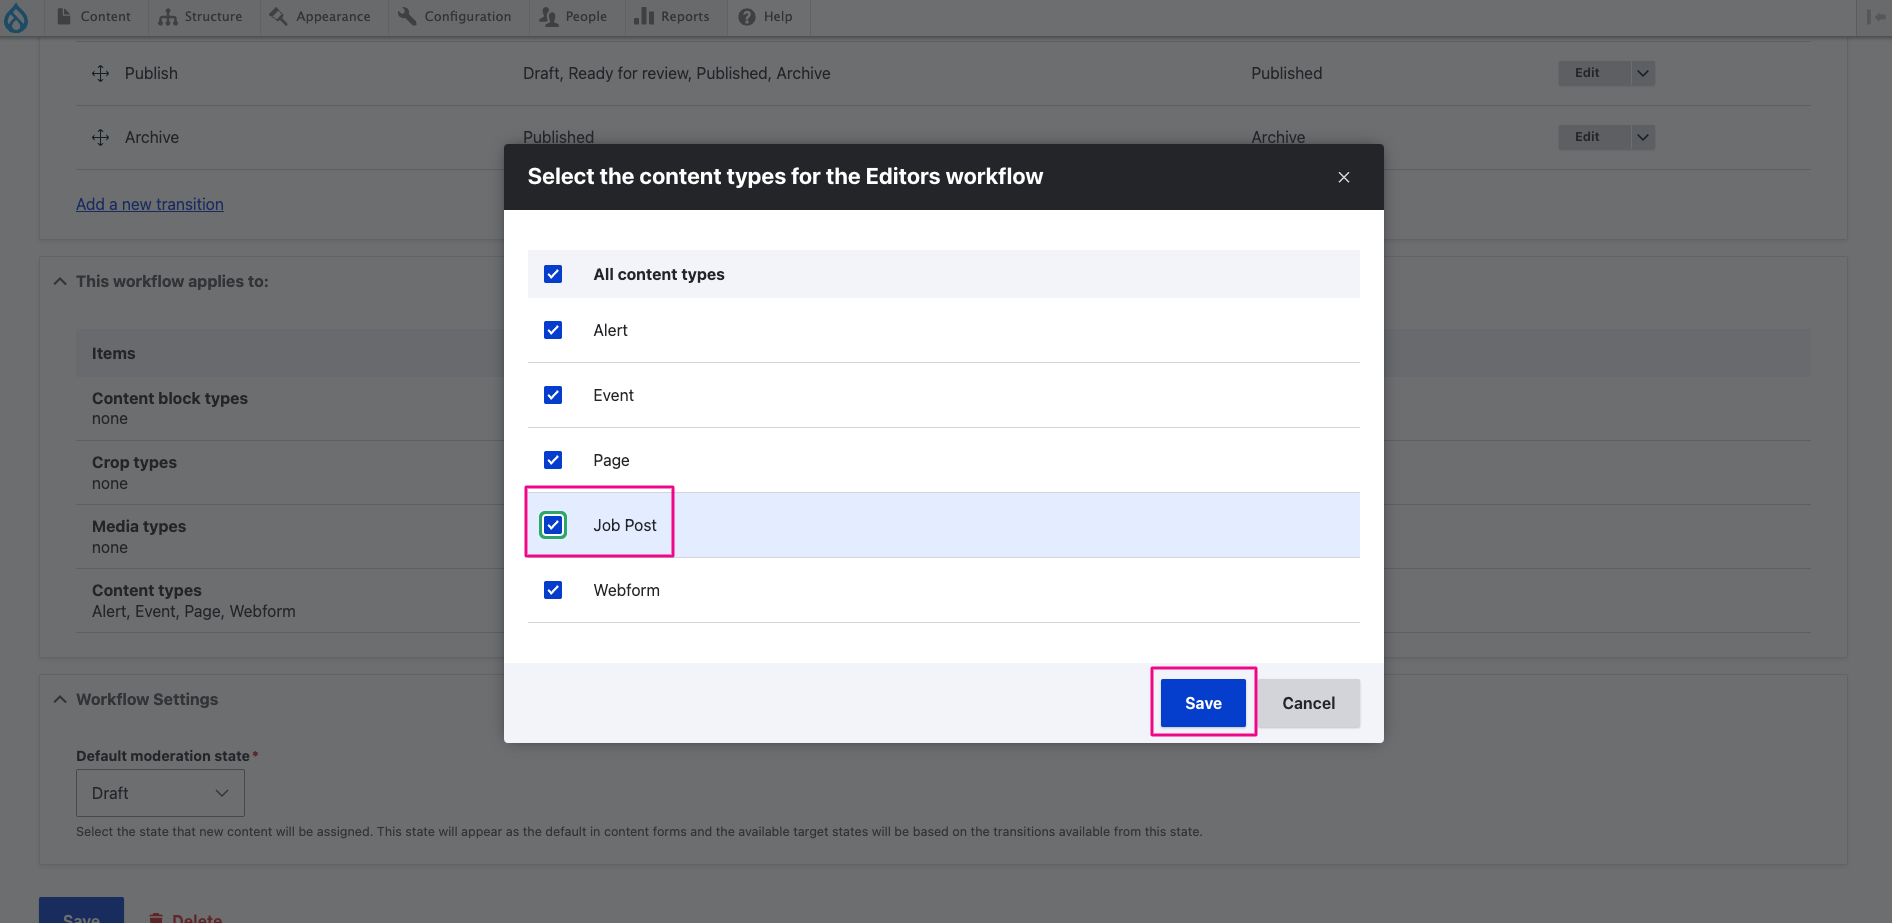 Content Structure Appearance Configuration People Reports Help
Publish Draft, Ready for review, Published, Archive Published Edit
Archive Published Archive Edit
Add a new transition
Select the content types for the Editors workflow
All content types
Alert
Event
Page
Job Post
Webform
Save Cancel
This workflow applies to:
Items
Content block types
none
Crop types
none
Media types
none
Content types
Alert, Event, Page, Webform
Workflow Settings
Default moderation state*
Draft
Select the state that new content will be assigned. This state will appear as the default in content forms and the available target states will be based on the transitions available from this state.
Save Delete